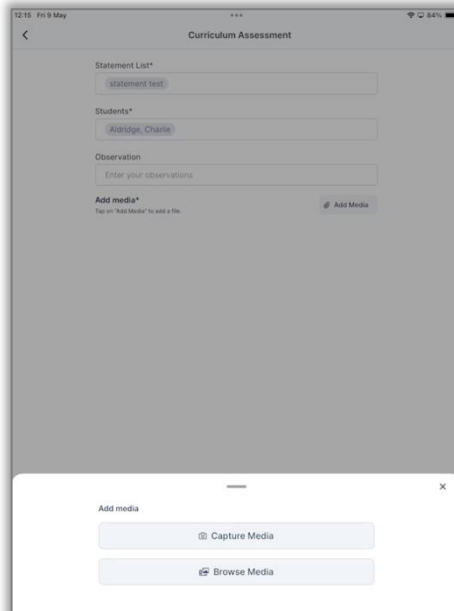 12:15 Fri 9 May
84%
Curriculum Assessment
Statement List*
statement test
Students*
Aldridge, Charlie
Observation
Enter your observations
Add media*
Tap on "Add Media" to add a file.
Add Media
Add media
Capture Media
Browse Media